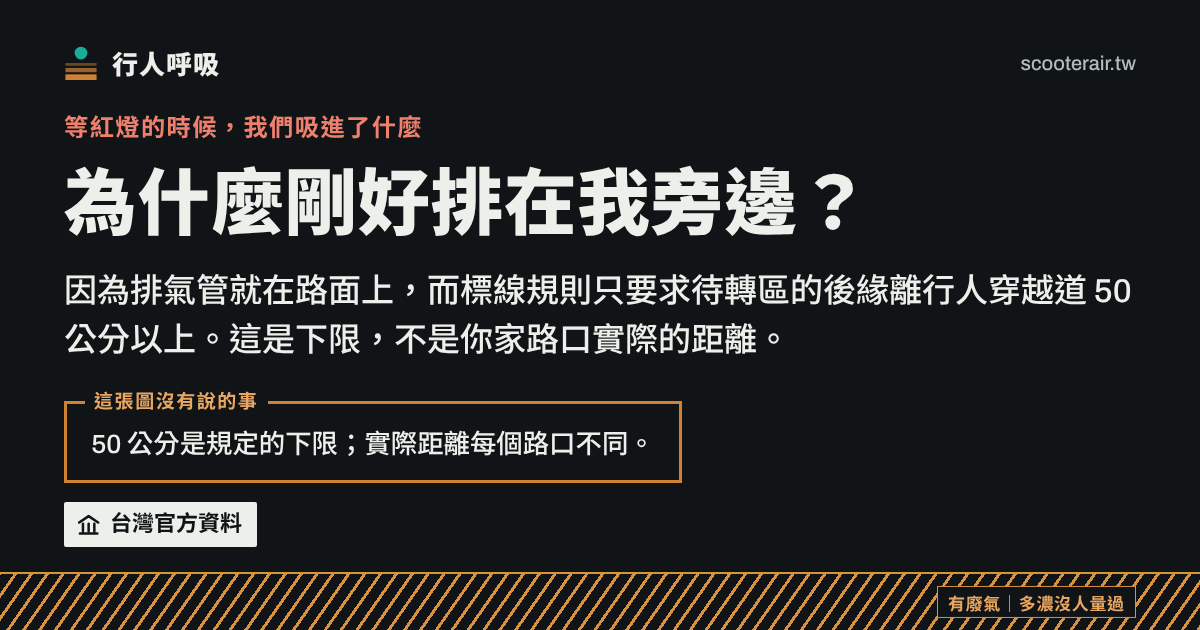 行人呼吸
scooterair.tw
等紅燈的時候，我們吸進了什麼
為什麼剛好排在我旁邊？
因為排氣管就在路面上，而標線規則只要求待轉區的後緣離行人穿越道 50
公分以上。這是下限，不是你家路口實際的距離。
這張圖沒有說的事
50 公分是規定的下限；實際距離每個路口不同。
台灣官方資料
有廢氣｜多濃沒人量過